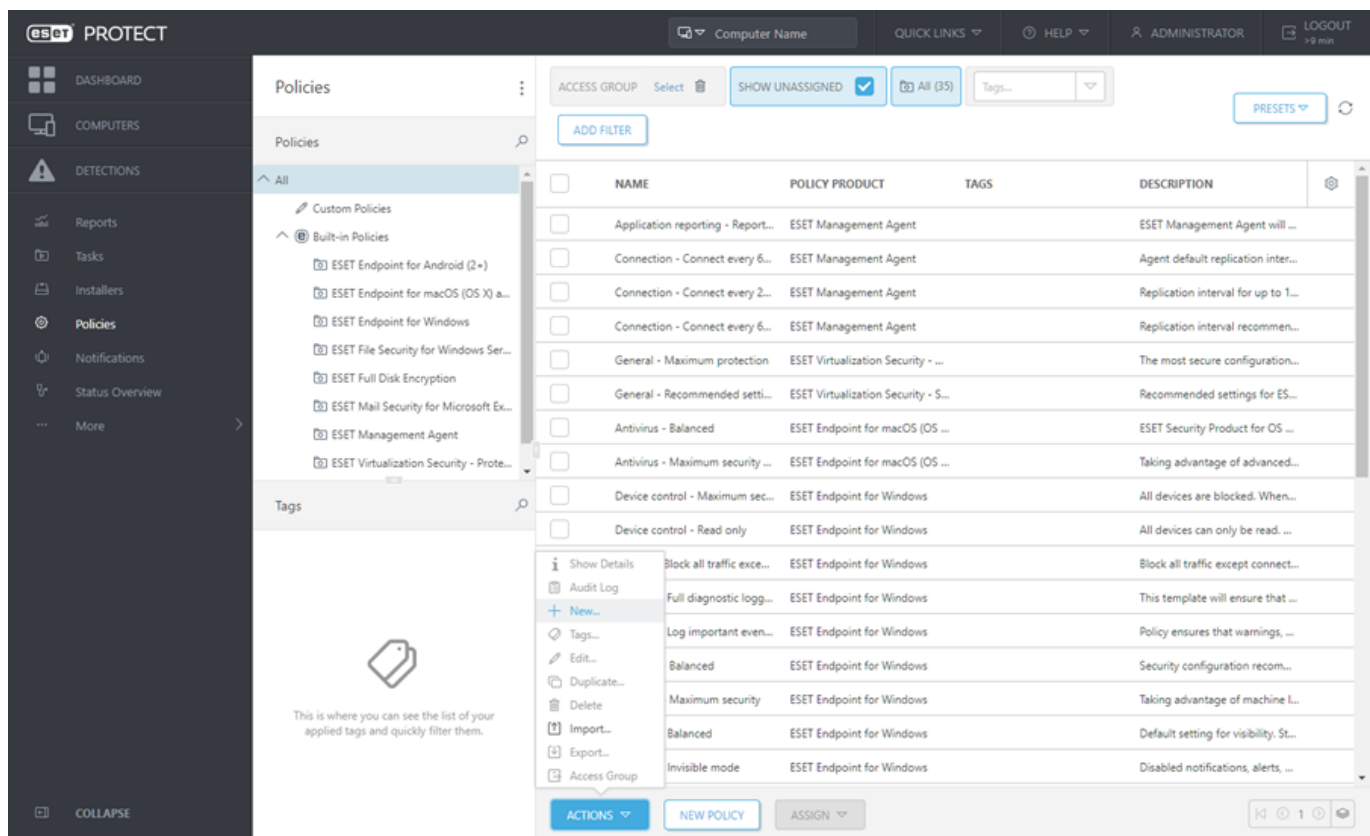 eset PROTECT
Computer Name
QUICK LINKS
HELP
ADMINISTRATOR
LOGOUT
>9 min
DASHBOARD
COMPUTERS
DETECTIONS
Reports
Tasks
Installers
Policies
Notifications
Status Overview
More
COLLAPSE
Policies
Policies
All
Custom Policies
Built-in Policies
ESET Endpoint for Android (2+)
ESET Endpoint for macOS (OS X) a...
ESET Endpoint for Windows
ESET File Security for Windows Ser...
ESET Full Disk Encryption
ESET Mail Security for Microsoft Ex...
ESET Management Agent
ESET Virtualization Security - Prote...
Tags
This is where you can see the list of your
applied tags and quickly filter them.
ACCESS GROUP Select
SHOW UNASSIGNED
All (35)
Tags...
PRESETS
ADD FILTER
NAME POLICY PRODUCT TAGS DESCRIPTION
Application reporting - Report... ESET Management Agent ESET Management Agent will ...
Connection - Connect every 6... ESET Management Agent Agent default replication inter...
Connection - Connect every 2... ESET Management Agent Replication interval for up to 1...
Connection - Connect every 6... ESET Management Agent Replication interval recommen...
General - Maximum protection ESET Virtualization Security - ... The most secure configuration...
General - Recommended setti... ESET Virtualization Security - S... Recommended settings for ES...
Antivirus - Balanced ESET Endpoint for macOS (OS ... ESET Security Product for OS ...
Antivirus - Maximum security ... ESET Endpoint for macOS (OS ... Taking advantage of advanced...
Device control - Maximum sec... ESET Endpoint for Windows All devices are blocked. When...
Device control - Read only ESET Endpoint for Windows All devices can only be read. ...
Block all traffic exce... ESET Endpoint for Windows Block all traffic except connect...
Full diagnostic logg... ESET Endpoint for Windows This template will ensure that ...
Log important even... ESET Endpoint for Windows Policy ensures that warnings, ...
Balanced ESET Endpoint for Windows Security configuration recom...
Maximum security ESET Endpoint for Windows Taking advantage of machine l...
Balanced ESET Endpoint for Windows Default setting for visibility. St...
Invisible mode ESET Endpoint for Windows Disabled notifications, alerts, ...
Show Details
Audit Log
New...
Tags...
Edit...
Duplicate...
Delete
Import...
Export...
Access Group
ACTIONS
NEW POLICY
ASSIGN
1